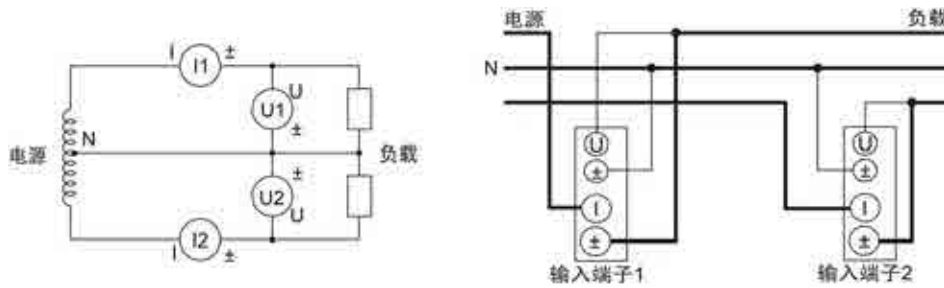 I I1 ±
U
U1
±
N
电源
负载
±
U2
U
I I2 ±
电源 负载
N
U U
± ±
I I
± ±
输入端子1 输入端子2